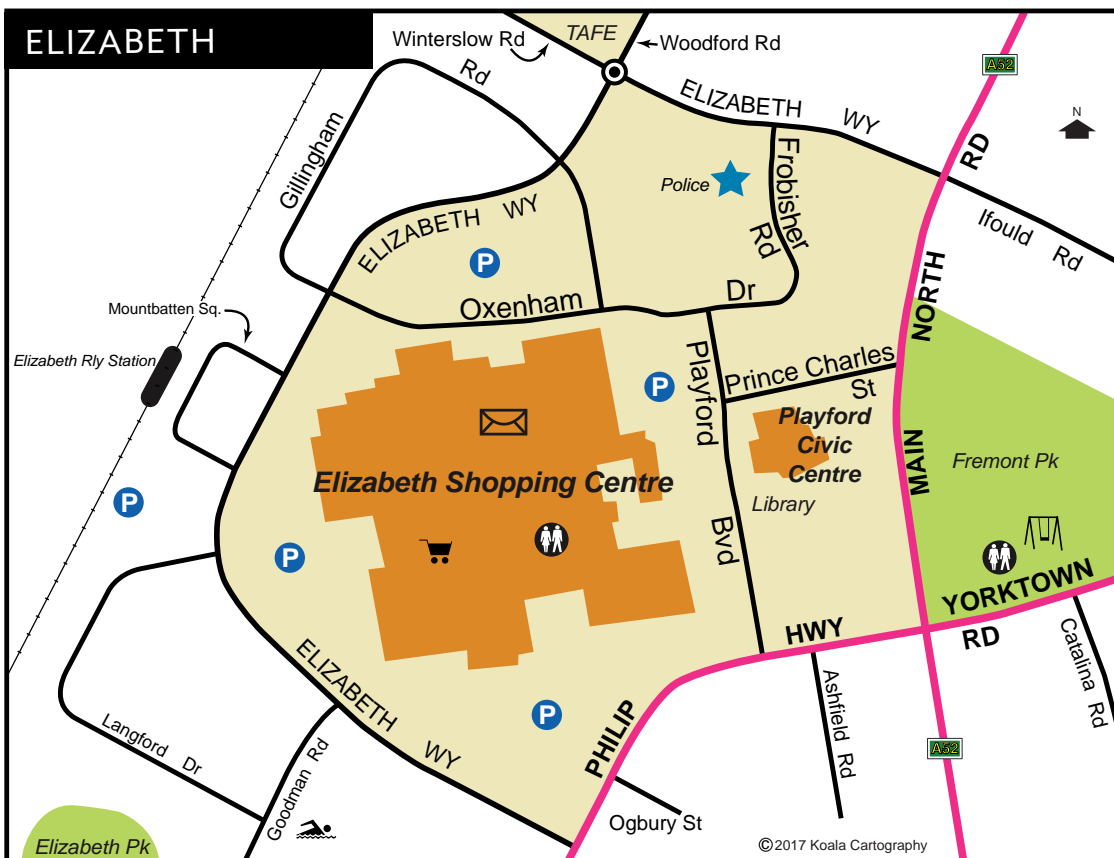 ELIZABETH
TAFE
Winterslow Rd
Woodford Rd
A52
Rd
ELIZABETH WY
N
RD
Gillingham
Frobisher
Rd
Police
ELIZABETH WY
P
Ifould Rd
NORTH
Mountbatten Sq.
Oxenham Dr
Elizabeth Rly Station
Playford
Bvd
Prince Charles
St
P
Playford
Civic
Centre
MAIN
Fremont Pk
Elizabeth Shopping Centre
Library
P
P
YORKTOWN
RD
HWY
Catalina Rd
ELIZABETH WY
Ashfield Rd
PHILIP
P
Langford Dr
Goodman Rd
A52
Ogbury St
Elizabeth Pk
©2017 Koala Cartography